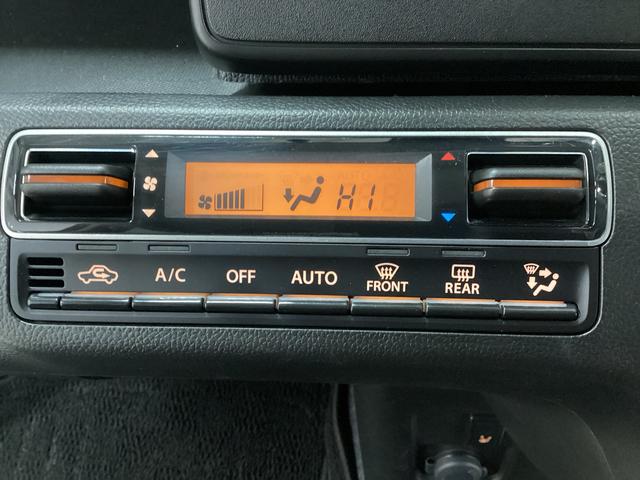 HI
A/C OFF AUTO FRONT REAR